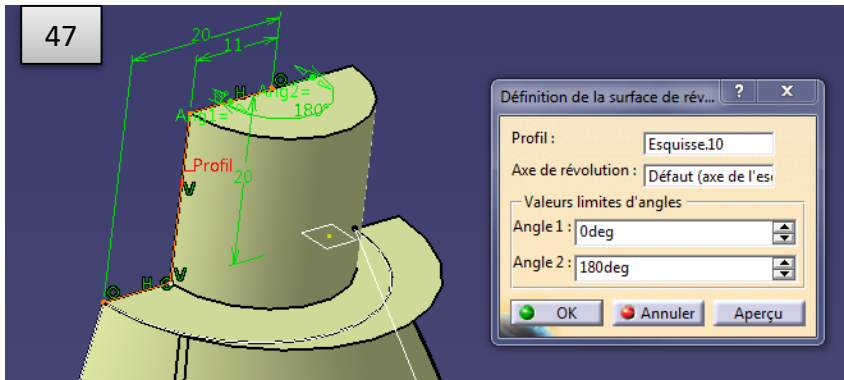 47
20
11
H
Ang1=
Ang2=
180°
Profil
V
20
H
V
Définition de la surface de rév...
? X
Profil :
Esquisse.10
Axe de révolution :
Défaut (axe de l'es
Valeurs limites d'angles
Angle 1 :
0deg
Angle 2 :
180deg
OK
Annuler
Aperçu